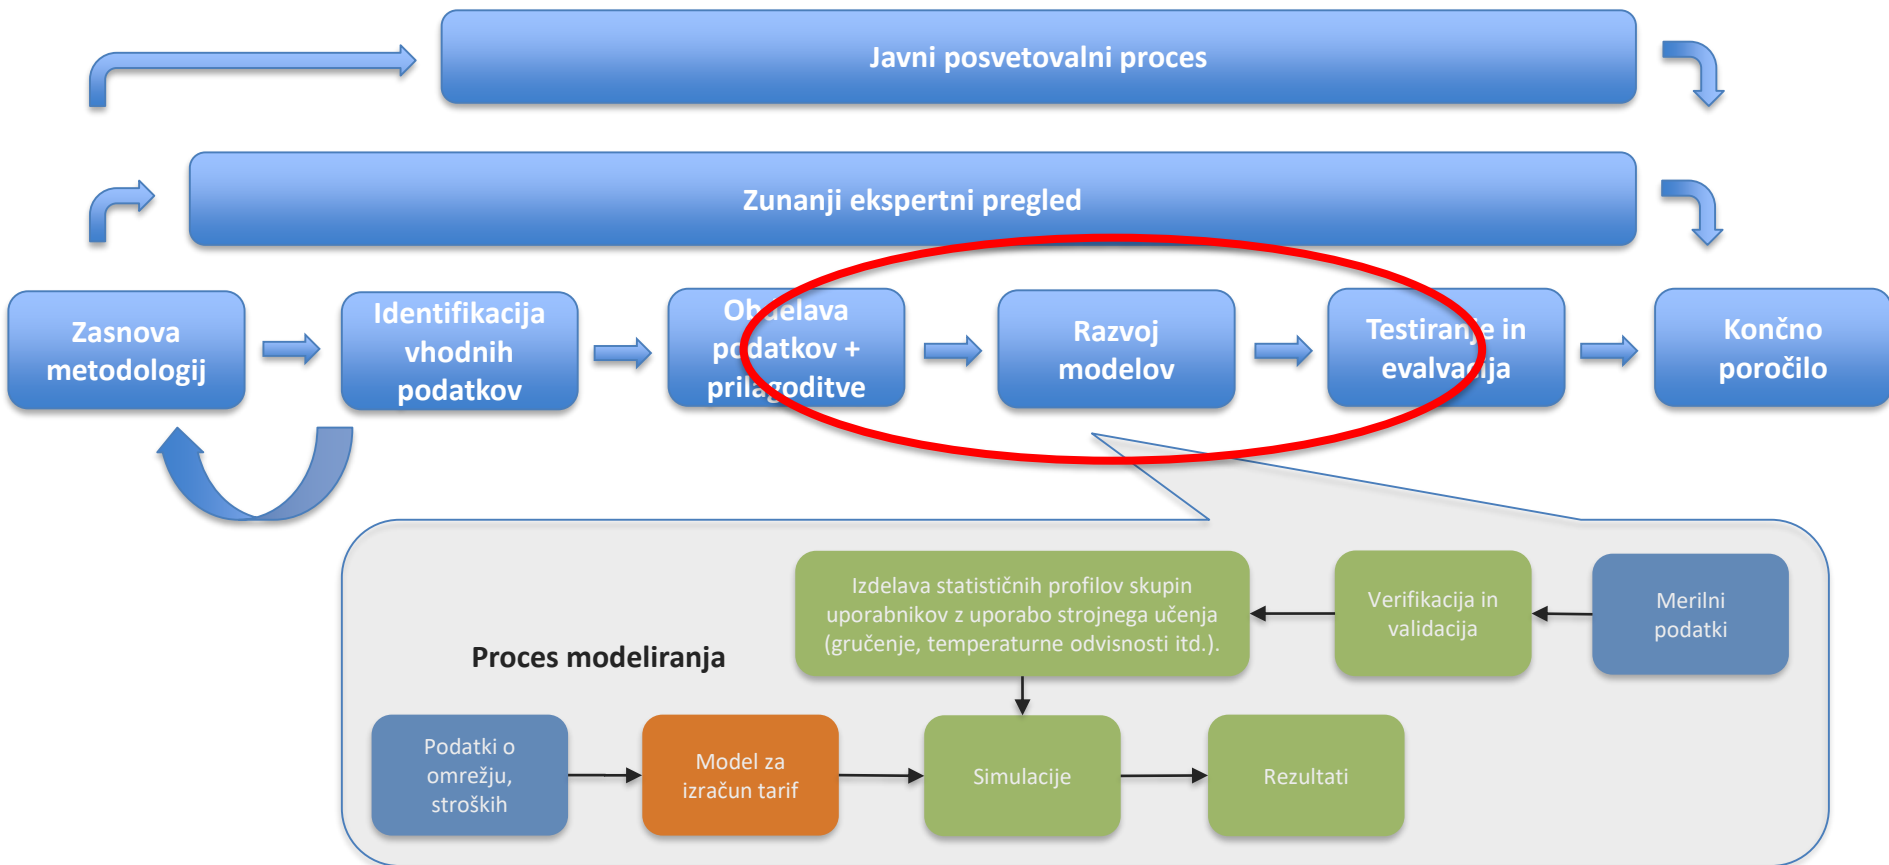 Javni posvetovalni proces
Zunanji ekspertni pregled
Zasnova
metodologij
Identifikacija
vhodnih
podatkov
Obdelava
podatkov +
prilagoditve
Razvoj
modelov
Testiranje in
evalvacija
Končno
poročilo
Proces modeliranja
Izdelava statističnih profilov skupin
uporabnikov z uporabo strojnega učenja
(gručenje, temperaturne odvisnosti itd.).
Verifikacija in
validacija
Merilni
podatki
Podatki o
omrežju,
stroških
Model za
izračun tarif
Simulacije
Rezultati